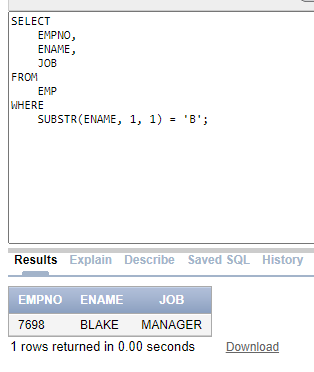 SELECT
EMPNO,
ENAME,
JOB
FROM
EMP
WHERE
SUBSTR(ENAME, 1, 1) = 'B';
Results Explain Describe Saved SQL History
EMPNO ENAME JOB
7698 BLAKE MANAGER
1 rows returned in 0.00 seconds Download